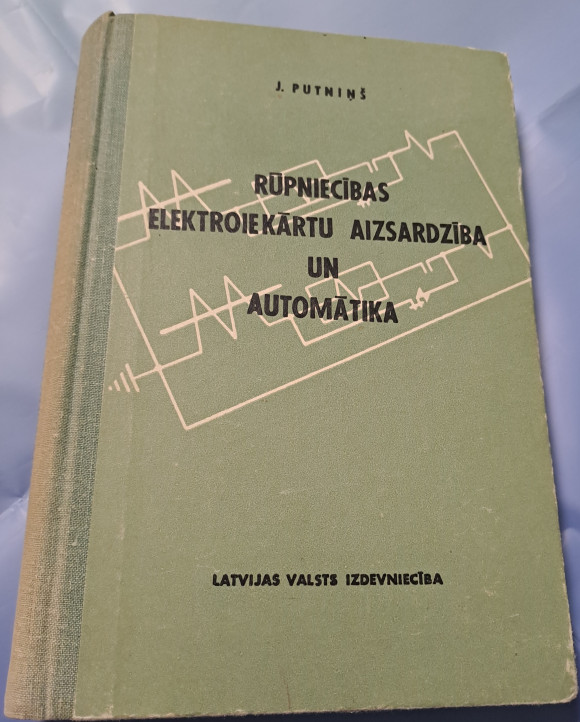 J. PUTNIŅŠ
RŪPNIECĪBAS
ELEKTROIEKĀRTU AIZSARDZĪBA
UN
AUTOMĀTIKA
LATVIJAS VALSTS IZDEVNIECĪBA